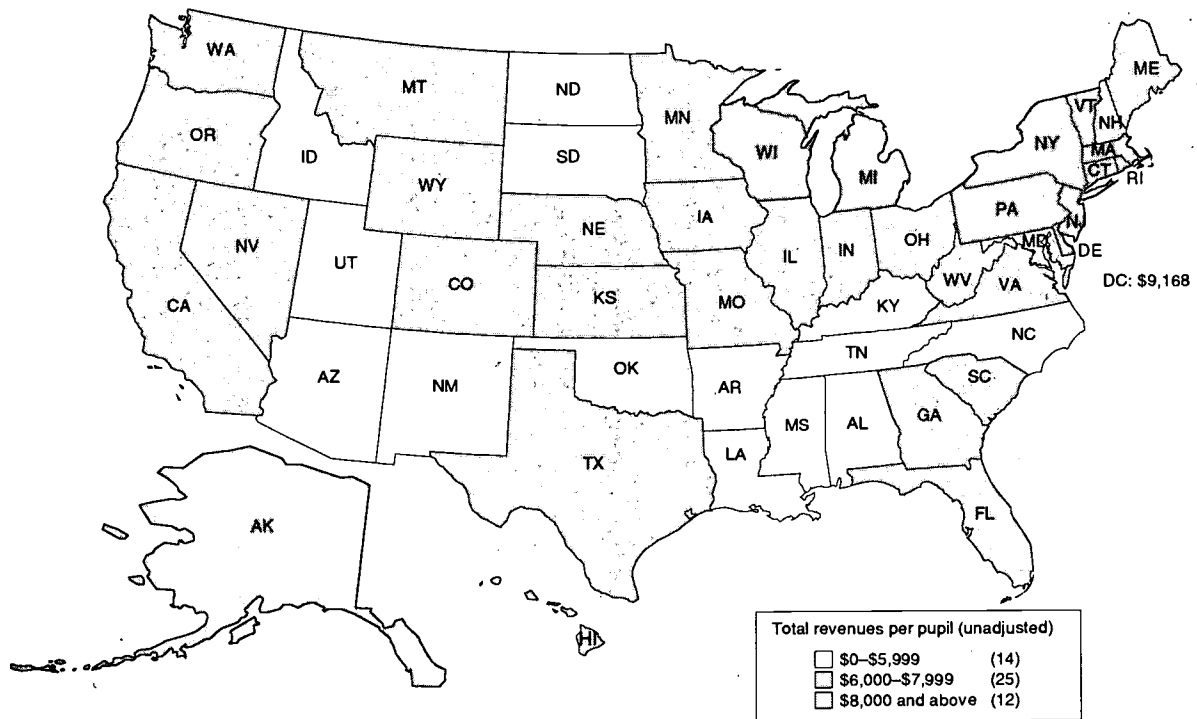 WA
MT
ND
MN
ME
VT
NH
OR
ID
SD
WI
NY
MA
WY
MI
CT
RI
IA
PA
NJ
NE
NV
OH
MD
DE
UT
IL
IN
CO
WV
VA
DC: $9,168
CA
KS
MO
KY
NC
TN
OK
AZ
NM
AR
SC
MS
AL
GA
LA
TX
FL
AK
HI
Total revenues per pupil (unadjusted)
$0–$5,999 (14)
$6,000–$7,999 (25)
$8,000 and above (12)